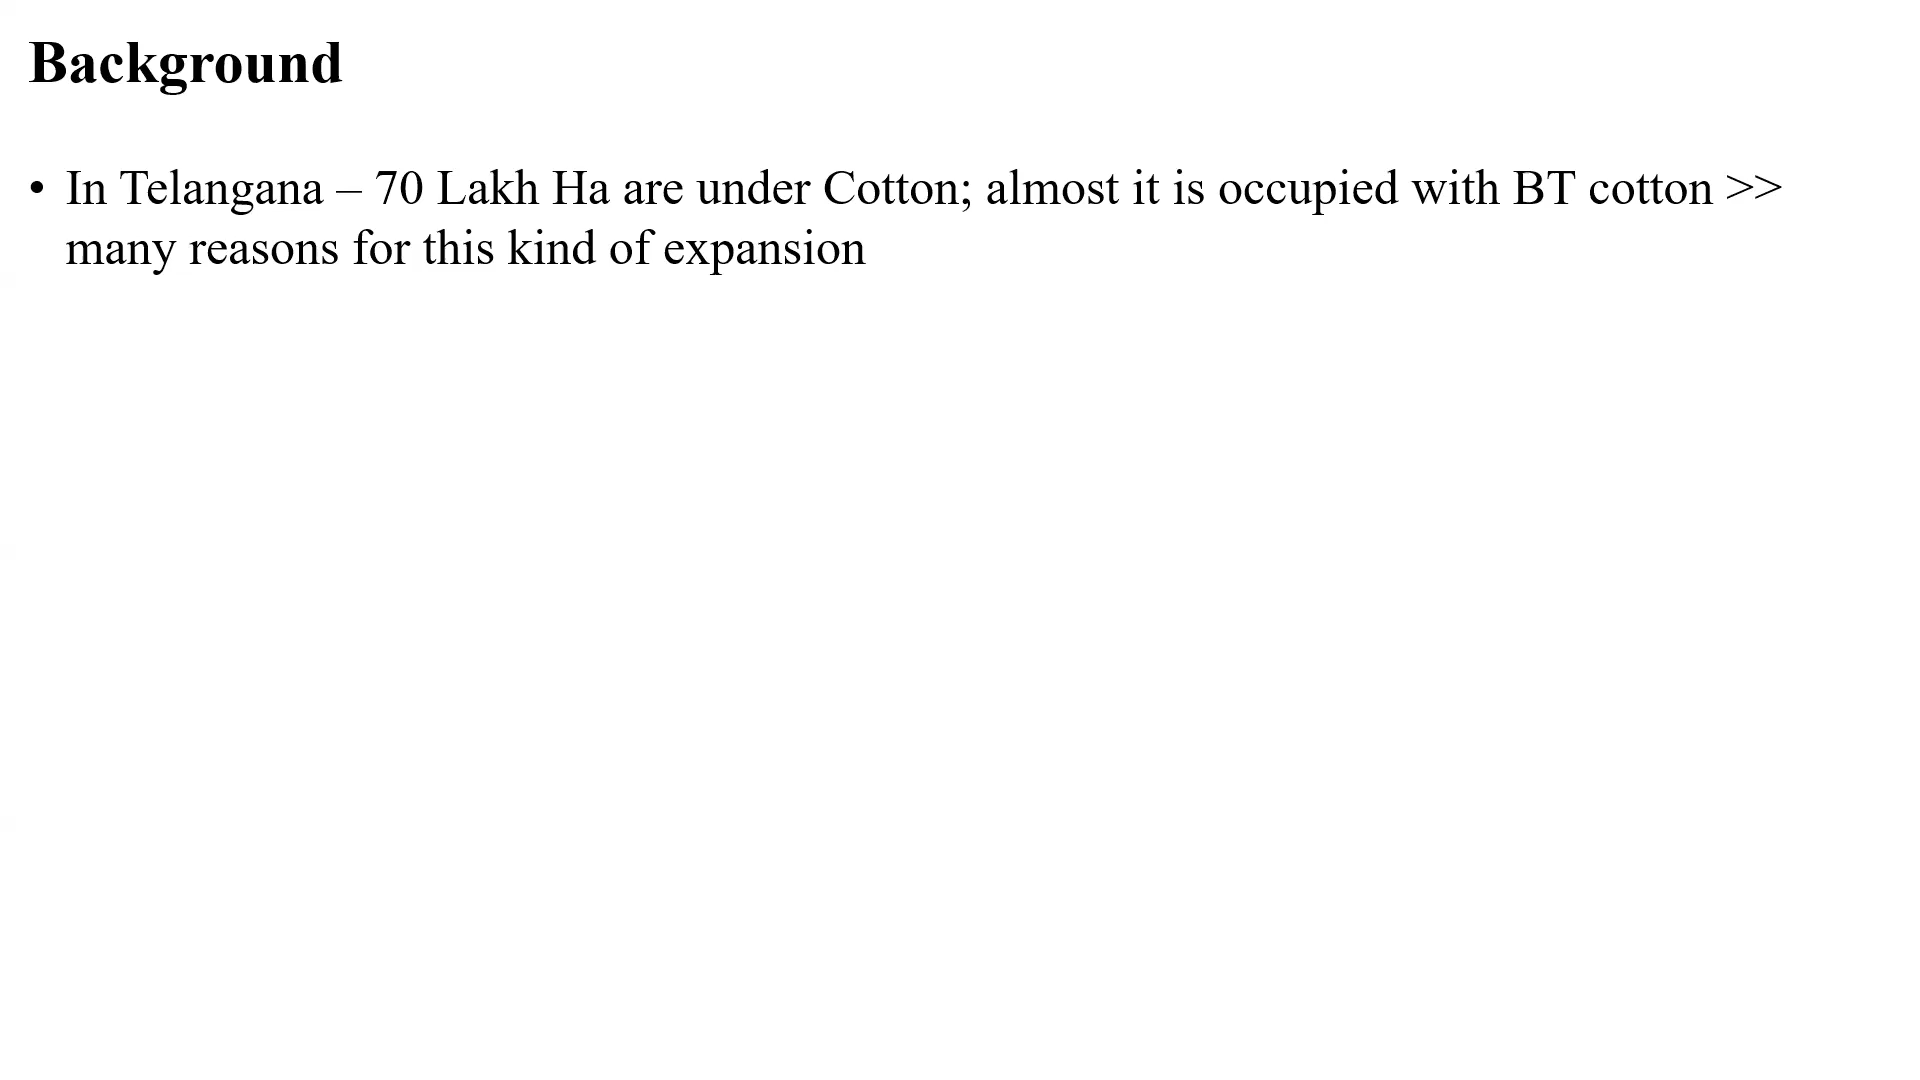 Background
• In Telangana – 70 Lakh Ha are under Cotton; almost it is occupied with BT cotton >>
many reasons for this kind of expansion